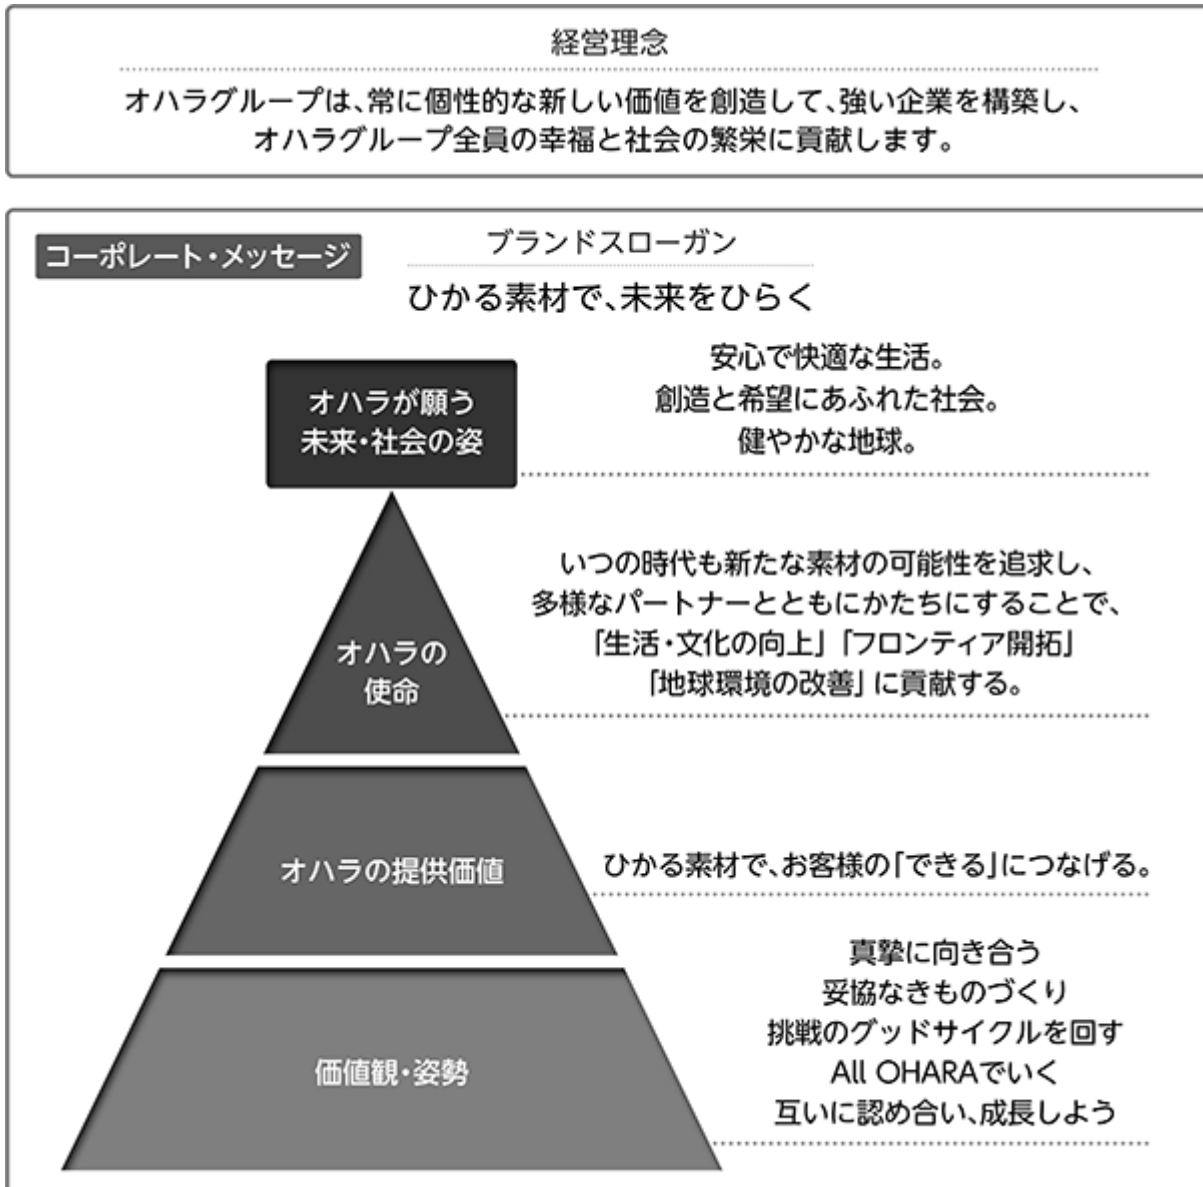 経営理念
オハラグループは、常に個性的な新しい価値を創造して、強い企業を構築し、
オハラグループ全員の幸福と社会の繁栄に貢献します。
コーポレート・メッセージ
ブランドスローガン
ひかる素材で、未来をひらく
オハラが願う
未来・社会の姿
安心で快適な生活。
創造と希望にあふれた社会。
健やかな地球。
オハラの
使命
いつの時代も新たな素材の可能性を追求し、
多様なパートナーとともにかたちにすることで、
「生活・文化の向上」「フロンティア開拓」
「地球環境の改善」に貢献する。
オハラの提供価値
ひかる素材で、お客様の「できる」につなげる。
価値観・姿勢
真摯に向き合う
妥協なきものづくり
挑戦のグッドサイクルを回す
All OHARAでいく
互いに認め合い、成長しよう